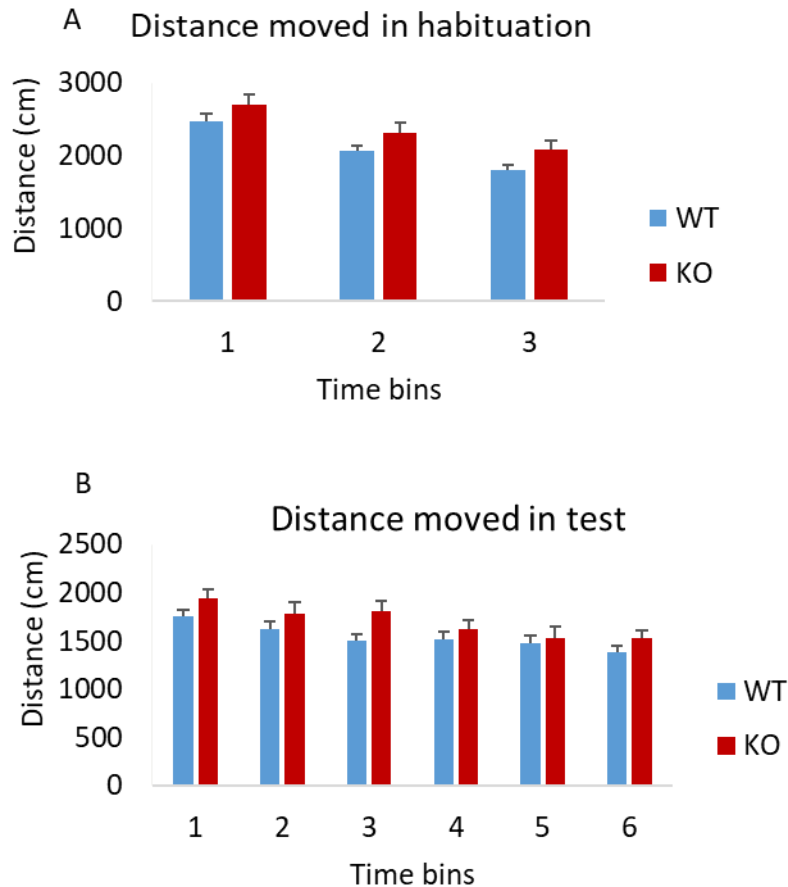 A Distance moved in habituation
Distance (cm)
3000
2000
1000
0
1 2 3
Time bins
WT
KO
B
Distance moved in test
Distance (cm)
2500
2000
1500
1000
500
0
1 2 3 4 5 6
Time bins
WT
KO